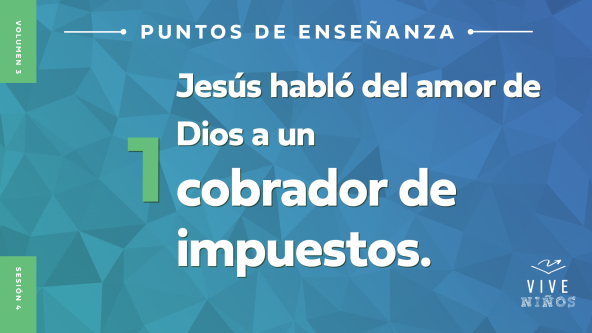 VOLUMEN 3
PUNTOS DE ENSEÑANZA
1
Jesús habló del amor de
Dios a un
cobrador de
impuestos.
SESIÓN 4
VIVE
NIÑOS